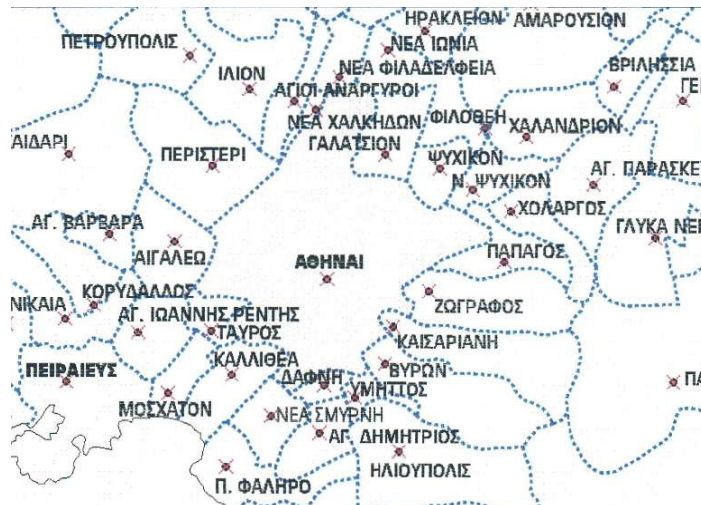 ΗΡΑΚΛΕΙΟΝ
ΑΜΑΡΟΥΣΙΟΝ
ΠΕΤΡΟΥΠΟΛΙΣ
ΝΕΑ ΙΩΝΙΑ
ΝΕΑ ΦΙΛΑΔΕΛΦΕΙΑ
ΙΛΙΟΝ
ΑΓΙΟΙ ΑΝΑΡΓΥΡΟΙ
ΒΡΙΛΗΣΣΙΑ
ΓΕ
ΝΕΑ ΧΑΛΚΗΔΩΝ
ΦΙΛΟΘΕΗ
ΧΑΛΑΝΔΡΙΟΝ
ΓΑΛΑΤΣΙΟΝ
ΑΙΔΑΡΙ
ΠΕΡΙΣΤΕΡΙ
ΨΥΧΙΚΟΝ
ΑΓ. ΠΑΡΑΣΚΕ
Ν. ΨΥΧΙΚΟΝ
ΧΟΛΑΡΓΟΣ
ΑΓ. ΒΑΡΒΑΡΑ
ΓΛΥΚΑ ΝΕΡ
ΑΙΓΑΛΕΩ
ΠΑΠΑΓΟΣ
ΑΘΗΝΑΙ
ΚΟΡΥΔΑΛΛΟΣ
ΝΙΚΑΙΑ
ΖΩΓΡΑΦΟΣ
ΑΓ. ΙΩΑΝΝΗΣ ΡΕΝΤΗΣ
ΤΑΥΡΟΣ
ΚΑΙΣΑΡΙΑΝΗ
ΚΑΛΛΙΘΕΑ
ΠΕΙΡΑΙΕΥΣ
ΔΑΦΝΗ
ΒΥΡΩΝ
ΠΑ
ΥΜΗΤΤΟΣ
ΜΟΣΧΑΤΟΝ
ΝΕΑ ΣΜΥΡΝΗ
ΑΓ. ΔΗΜΗΤΡΙΟΣ
ΗΛΙΟΥΠΟΛΙΣ
Π. ΦΑΛΗΡΟ